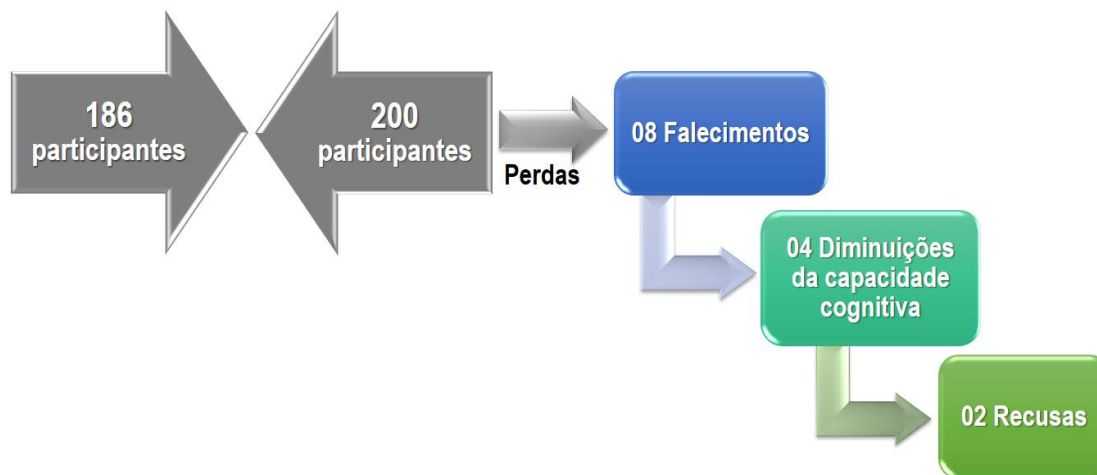 186
participantes
200
participantes
Perdas
08 Falecimentos
04 Diminuições
da capacidade
cognitiva
02 Recusas